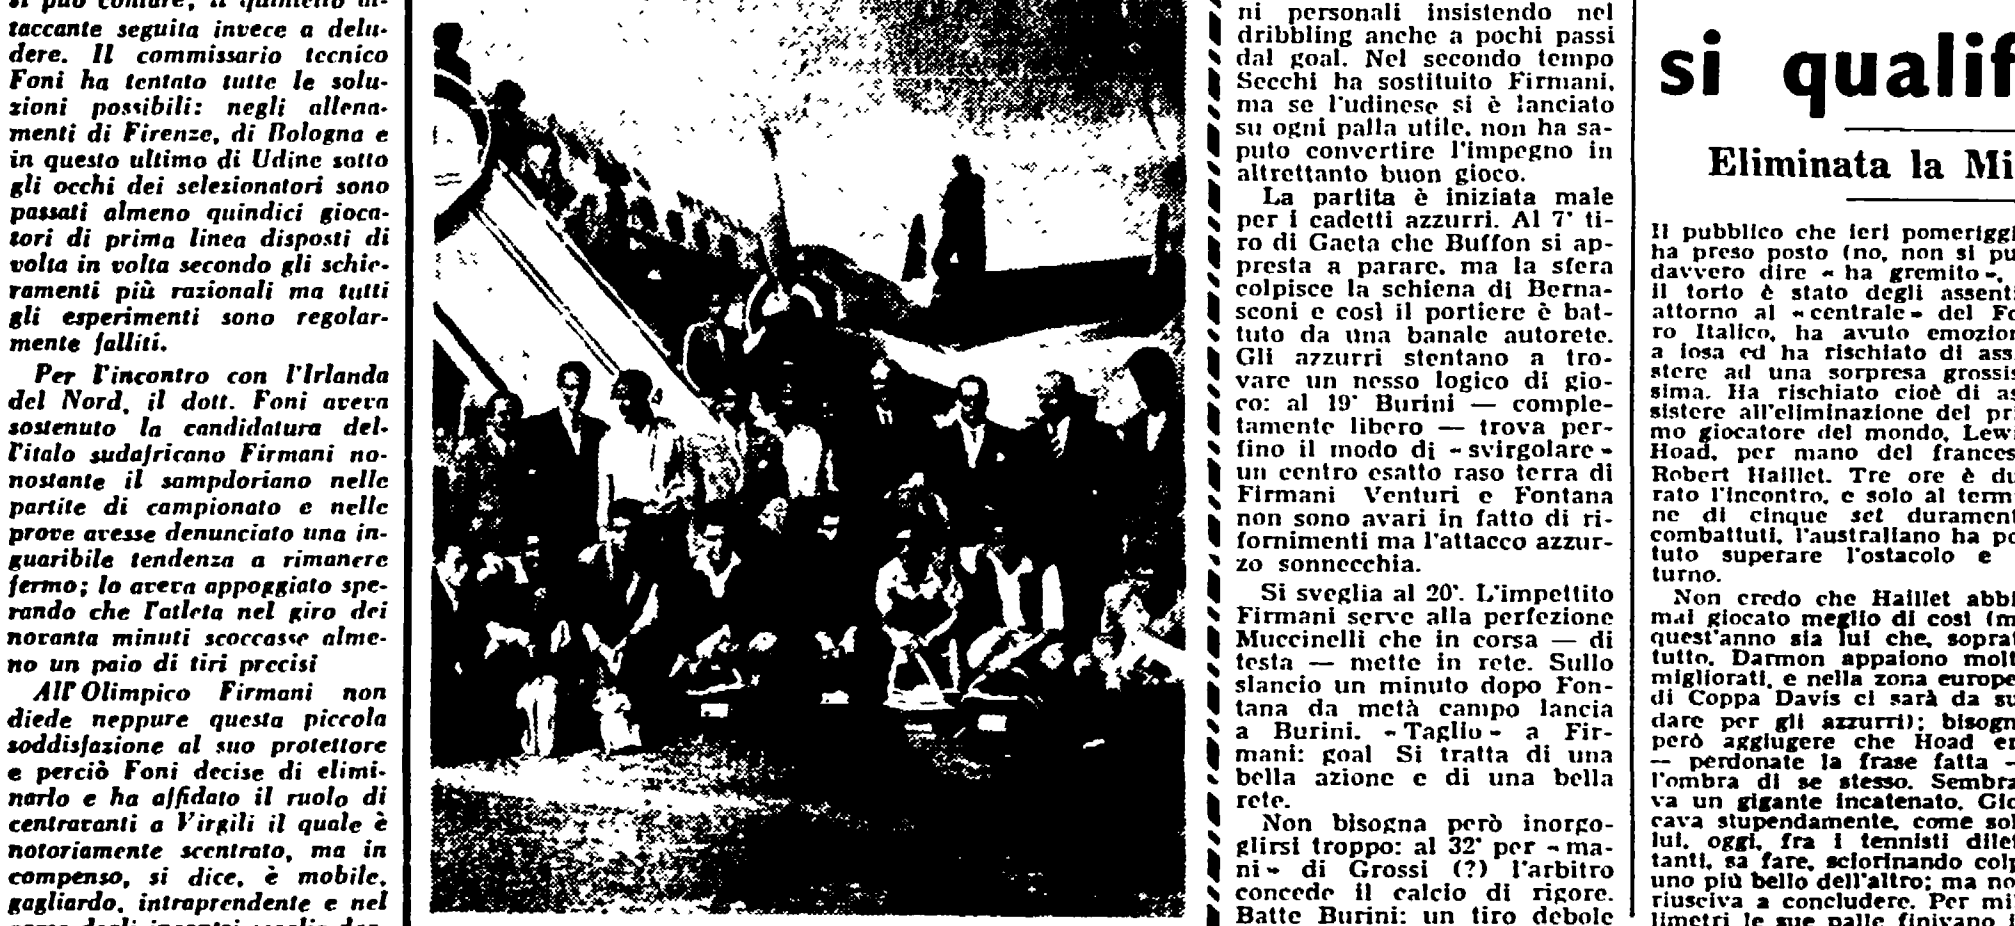 si può contare, il quintetto at-
taccante seguita invece a delu-
dere. Il commissario tecnico
Foni ha tentato tutte le solu-
zioni possibili: negli allena-
menti di Firenze, di Bologna e
in questo ultimo di Udine sotto
gli occhi dei selezionatori sono
passati almeno quindici gioca-
tori di prima linea disposti di
volta in volta secondo gli schie-
ramenti più razionali ma tutti
gli esperimenti sono regolar-
mente falliti.
Per l'incontro con l'Irlanda
del Nord, il dott. Foni aveva
sostenuto la candidatura del-
l'italo sudafricano Firmani no-
nostante il sampdoriano nelle
partite di campionato e nelle
prove avesse denunciato una in-
guaribile tendenza a rimanere
fermo; lo aveva appoggiato spe-
rando che l'atleta nel giro dei
novanta minuti scoccasse alme-
no un paio di tiri precisi
All'Olimpico Firmani non
diede neppure questa piccola
soddisfazione al suo protettore
e perciò Foni decise di elimi-
narlo e ha affidato il ruolo di
centravanti a Virgili il quale è
notoriamente scentrato, ma in
compenso, si dice, è mobile,
gagliardo, intraprendente e nel
ni personali insistendo nel
dribbling anche a pochi passi
dal goal. Nel secondo tempo
Secchi ha sostituito Firmani,
ma se l'udinese si è lanciato
su ogni palla utile, non ha sa-
puto convertire l'impegno in
altrettanto buon gioco.
La partita è iniziata male
per i cadetti azzurri. Al 7' ti-
ro di Gaeta che Buffon si ap-
presta a parare, ma la sfera
colpisce la schiena di Berna-
sconi e così il portiere è bat-
tuto da una banale autorete.
Gli azzurri stentano a tro-
vare un nesso logico di gio-
co: al 19' Burini — comple-
tamente libero — trova per-
fino il modo di « svirgolare »
un centro esatto raso terra di
Firmani Venturi e Fontana
non sono avari in fatto di ri-
fornimenti ma l'attacco azzur-
zo sonnecchia.
Si sveglia al 20'. L'impettito
Firmani serve alla perfezione
Muccinelli che in corsa — di
testa — mette in rete. Sullo
slancio un minuto dopo Fon-
tana da metà campo lancia
a Burini. « Taglio » a Fir-
mani: goal Si tratta di una
bella azione e di una bella
rete.
Non bisogna però inorgo-
glirsi troppo: al 32' per « ma-
ni » di Grossi (?) l'arbitro
concede il calcio di rigore.
Batte Burini: un tiro debole
si qualif
Eliminata la Mi
Il pubblico che ieri pomeriggi
ha preso posto (no, non si pu
davvero dire « ha gremito »,
il torto è stato degli assenti
attorno al « centrale » del Fo
ro Italico, ha avuto emozion
a iosa ed ha rischiato di assi
stere ad una sorpresa grossis
sima. Ha rischiato cioè di as
sistere all'eliminazione del pri
mo giocatore del mondo, Lewi
Hoad, per mano del frances
Robert Haillet. Tre ore è du
rato l'incontro, e solo al termi
ne di cinque set durament
combattuti, l'australiano ha po
tuto superare l'ostacolo e
turno.
Non credo che Haillet abbi
mai giocato meglio di così (m
quest'anno sia lui che, soprat
tutto, Darmon appaiono molt
migliorati, e nella zona europe
di Coppa Davis ci sarà da su
dare per gli azzurri); bisogn
però aggiugere che Hoad er
— perdonate la frase fatta —
l'ombra di se stesso. Sembra
va un gigante incatenato. Gio
cava stupendamente, come sol
lui, oggi, fra i tennisti dilet
tanti, sa fare, sciorinando colp
uno più bello dell'altro; ma no
riusciva a concludere. Per mil
limetri le sue palle finivano i